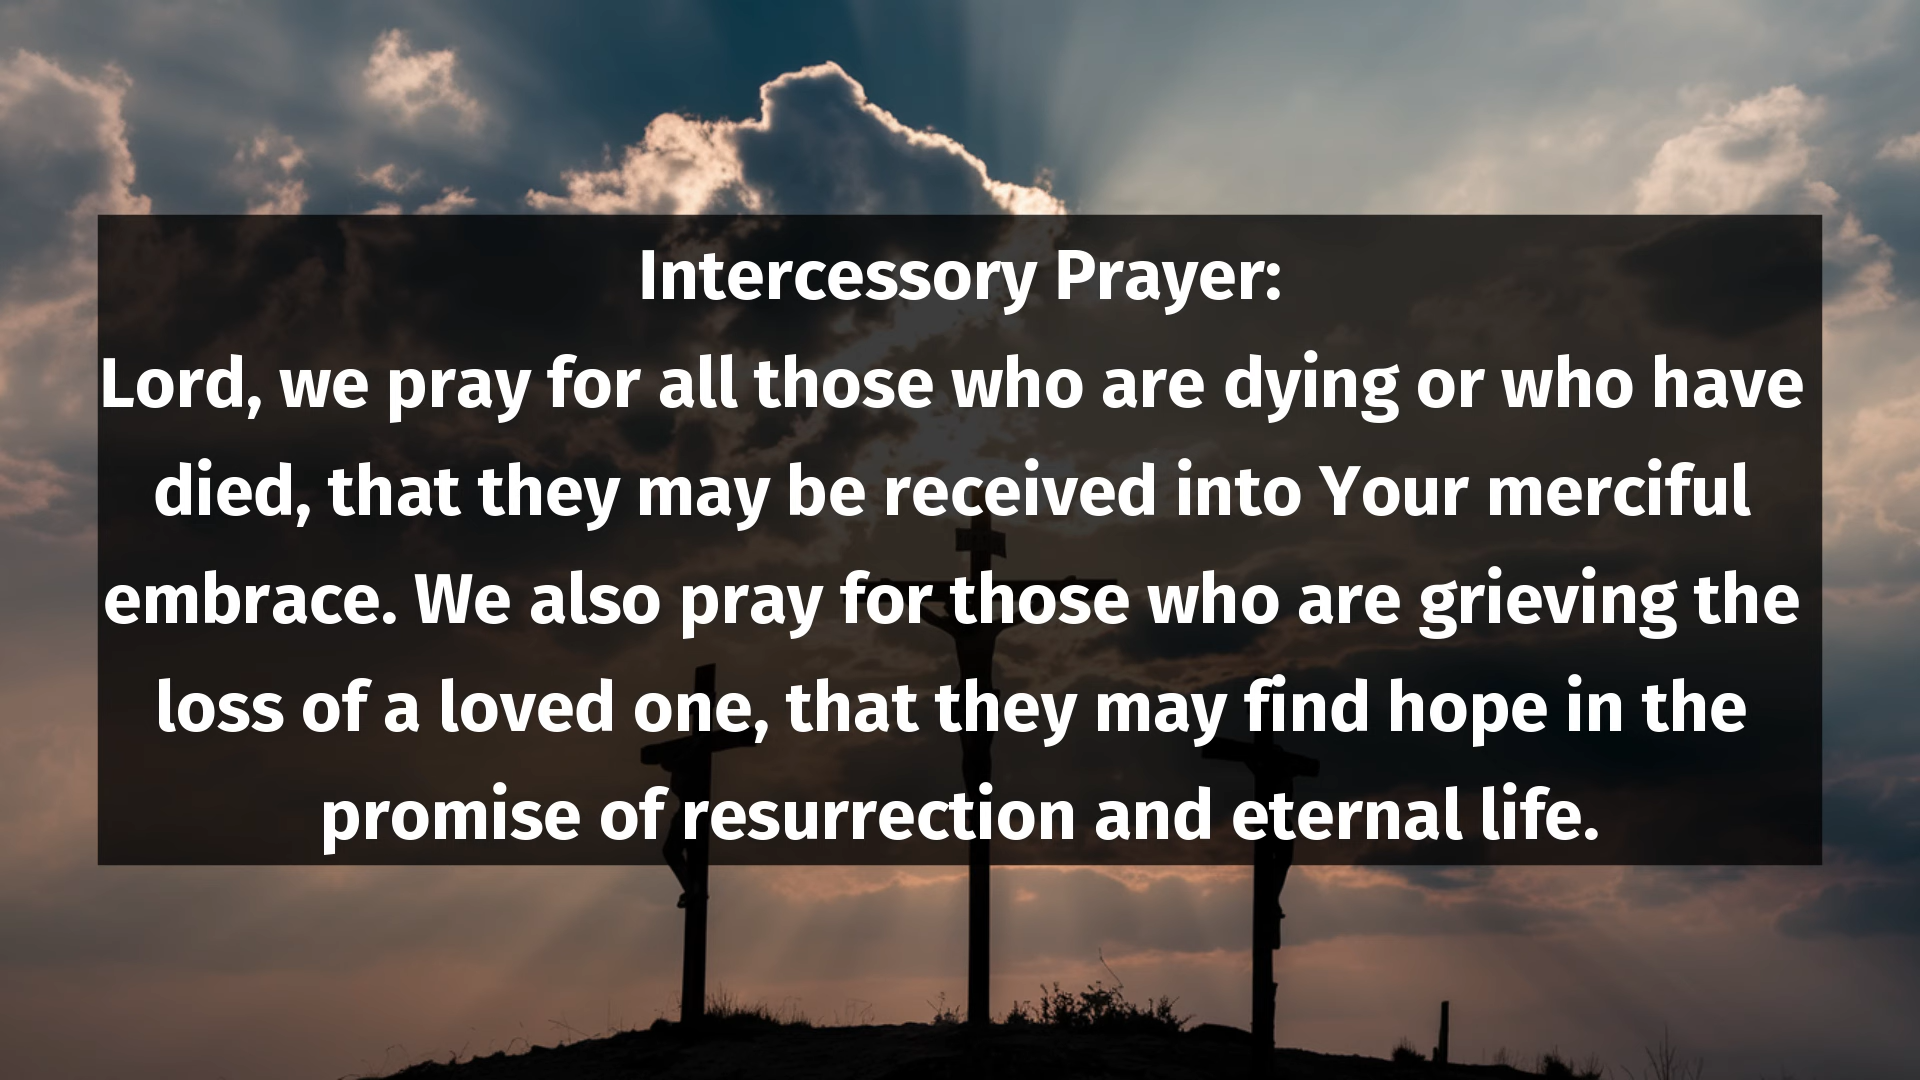 Intercessory Prayer:
Lord, we pray for all those who are dying or who have
died, that they may be received into Your merciful
embrace. We also pray for those who are grieving the
loss of a loved one, that they may find hope in the
promise of resurrection and eternal life.